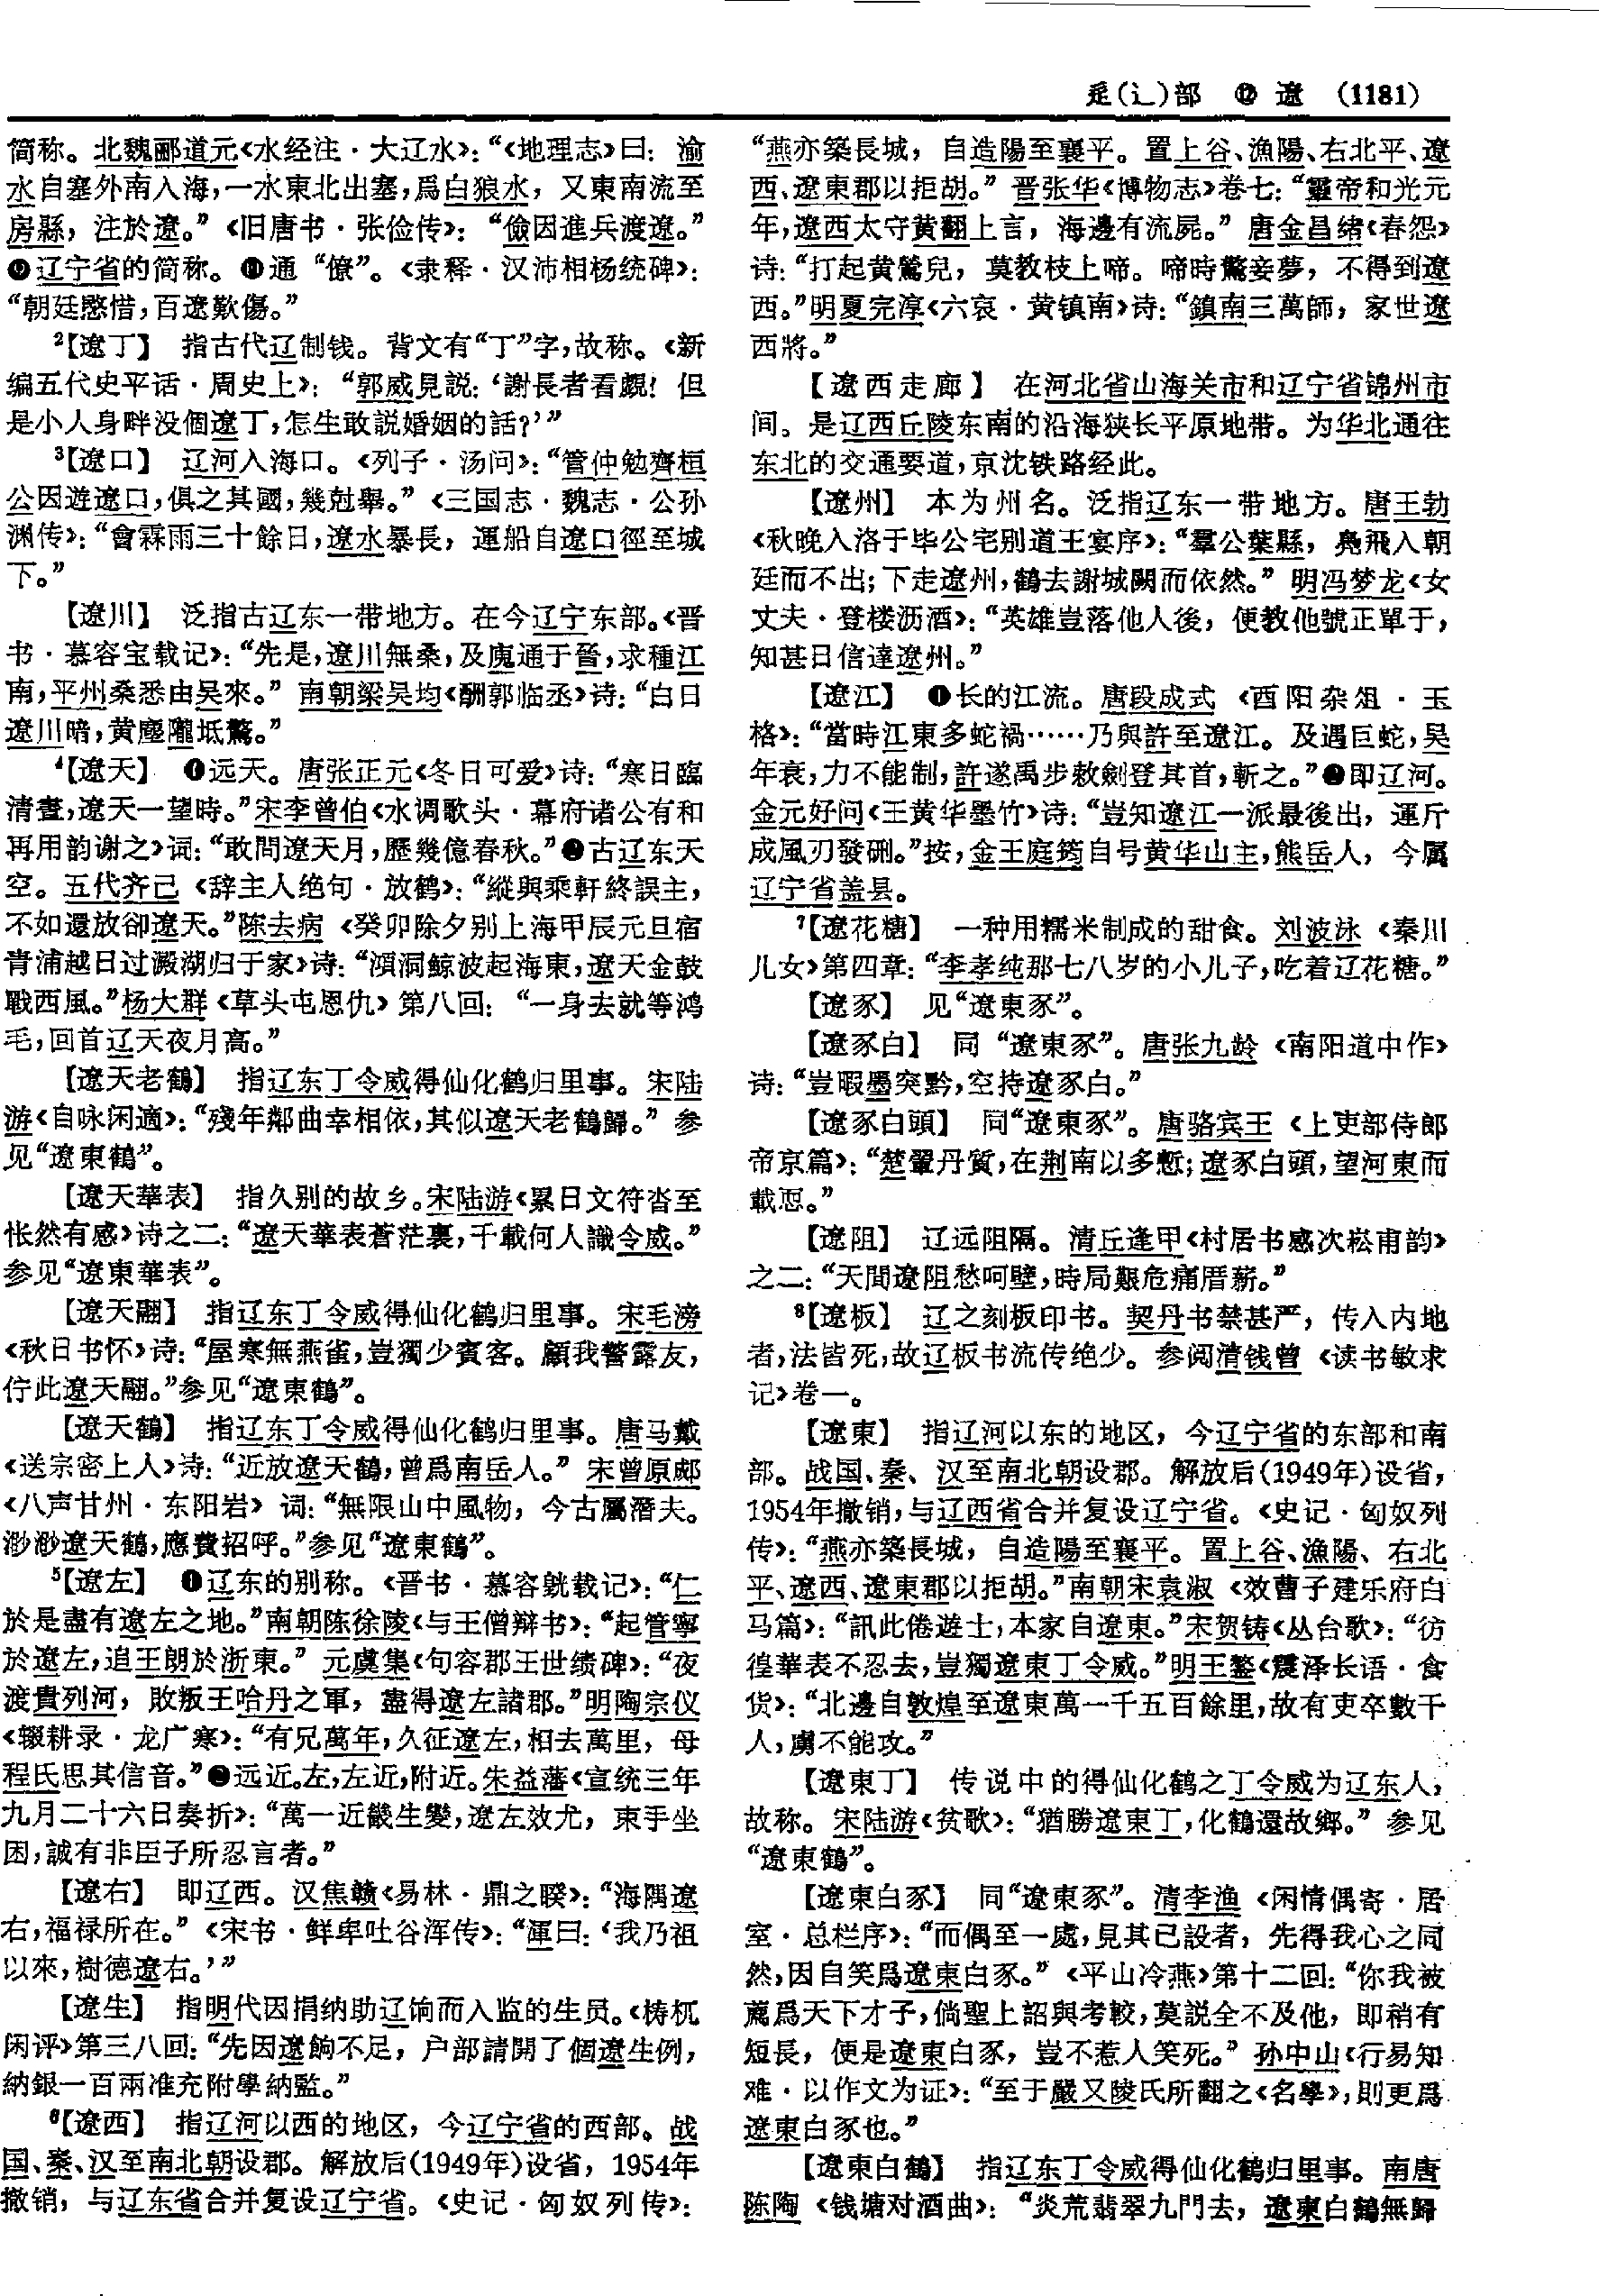 辵(辶)部 ⓬ 遼 (1181)
简称。北魏郦道元《水经注·大辽水》：“《地理志》曰：渝
水自塞外南入海，一水東北出塞，爲白狼水，又東南流至
房縣，注於遼。”《旧唐书·张俭传》：“儉因進兵渡遼。”
❾辽宁省的简称。❿通“僚”。《隶释·汉沛相杨统碑》：
“朝廷愍惜，百遼歎傷。”
²【遼丁】 指古代辽制钱。背文有“丁”字，故称。《新
编五代史平话·周史上》：“郭威見説：‘謝長者看覷！但
是小人身畔没個遼丁，怎生敢説婚姻的話？’”
³【遼口】 辽河入海口。《列子·汤问》：“管仲勉齊桓
公因遊遼口，俱之其國，幾尅舉。”《三国志·魏志·公孙
渊传》：“會霖雨三十餘日，遼水暴長，運船自遼口徑至城
下。”
【遼川】 泛指古辽东一带地方。在今辽宁东部。《晋
书·慕容宝载记》：“先是，遼川無桑，及廆通于晉，求種江
南，平州桑悉由吴來。”南朝梁吴均《酬郭临丞》诗：“白日
遼川暗，黄塵隴坻驚。”
⁴【遼天】 ❶远天。唐张正元《冬日可爱》诗：“寒日臨
清晝，遼天一望時。”宋李曾伯《水调歌头·幕府诸公有和
再用韵谢之》词：“敢問遼天月，歷幾億春秋。”❷古辽东天
空。五代齐己《辞主人绝句·放鹤》：“縱與乘軒終誤主，
不如還放卻遼天。”陈去病《癸卯除夕别上海甲辰元旦宿
青浦越日过澱湖归于家》诗：“澒洞鲸波起海東，遼天金鼓
戰西風。”杨大群《草头屯恩仇》第八回：“一身去就等鸿
毛，回首辽天夜月高。”
【遼天老鶴】 指辽东丁令威得仙化鹤归里事。宋陆
游《自咏闲適》：“殘年鄰曲幸相依，其似遼天老鶴歸。”参
见“遼東鶴”。
【遼天華表】 指久别的故乡。宋陆游《累日文符沓至
怅然有感》诗之二：“遼天華表蒼茫裏，千載何人識令威。”
参见“遼東華表”。
【遼天翮】 指辽东丁令威得仙化鹤归里事。宋毛滂
《秋日书怀》诗：“屋寒無燕雀，豈獨少賓客。顧我警露友，
佇此遼天翮。”参见“遼東鶴”。
【遼天鶴】 指辽东丁令威得仙化鹤归里事。唐马戴
《送宗密上人》诗：“近放遼天鶴，曾爲南岳人。”宋曾原郕
《八声甘州·东阳岩》词：“無限山中風物，今古屬潛夫。
渺渺遼天鶴，應費招呼。”参见“遼東鶴”。
⁵【遼左】 ❶辽东的别称。《晋书·慕容皝载记》：“仁
於是盡有遼左之地。”南朝陈徐陵《与王僧辩书》：“起管寧
於遼左，追王朗於浙東。”元虞集《句容郡王世绩碑》：“夜
渡貴列河，敗叛王哈丹之軍，盡得遼左諸郡。”明陶宗仪
《辍耕录·龙广寒》：“有兄萬年，久征遼左，相去萬里，母
程氏思其信音。”❷远近。左，左近，附近。朱益藩《宣统三年
九月二十六日奏折》：“萬一近畿生變，遼左效尤，束手坐
困，誠有非臣子所忍言者。”
【遼右】 即辽西。汉焦赣《易林·鼎之睽》：“海隅遼
右，福禄所在。”《宋书·鲜卑吐谷浑传》：“渾曰：‘我乃祖
以來，樹德遼右。’”
【遼生】 指明代因捐纳助辽饷而入监的生员。《梼杌
闲评》第三八回：“先因遼餉不足，户部請開了個遼生例，
納銀一百兩准充附學納監。”
⁶【遼西】 指辽河以西的地区，今辽宁省的西部。战
国、秦、汉至南北朝设郡。解放后(1949年)设省，1954年
撤销，与辽东省合并复设辽宁省。《史记·匈奴列传》：
“燕亦築長城，自造陽至襄平。置上谷、漁陽、右北平、遼
西、遼東郡以拒胡。”晋张华《博物志》卷七：“靈帝和光元
年，遼西太守黄翻上言，海邊有流屍。”唐金昌绪《春怨》
诗：“打起黄鶯兒，莫教枝上啼。啼時驚妾夢，不得到遼
西。”明夏完淳《六哀·黄镇南》诗：“鎮南三萬師，家世遼
西將。”
【遼西走廊】 在河北省山海关市和辽宁省锦州市
间。是辽西丘陵东南的沿海狭长平原地带。为华北通往
东北的交通要道，京沈铁路经此。
【遼州】 本为州名。泛指辽东一带地方。唐王勃
《秋晚入洛于毕公宅别道王宴序》：“羣公葉縣，鳧飛入朝
廷而不出；下走遼州，鶴去謝城闕而依然。”明冯梦龙《女
丈夫·登楼沥酒》：“英雄豈落他人後，便教他號正單于，
知甚日信達遼州。”
【遼江】 ❶长的江流。唐段成式《酉阳杂俎·玉
格》：“當時江東多蛇禍……乃與許至遼江。及遇巨蛇，吴
年衰，力不能制，許遂禹步敕劍登其首，斬之。”❷即辽河。
金元好问《王黄华墨竹》诗：“豈知遼江一派最後出，運斤
成風刃發硎。”按，金王庭筠自号黄华山主，熊岳人，今属
辽宁省盖县。
⁷【遼花糖】 一种用糯米制成的甜食。刘波泳《秦川
儿女》第四章：“李孝纯那七八岁的小儿子，吃着辽花糖。”
【遼豕】 见“遼東豕”。
【遼豕白】 同“遼東豕”。唐张九龄《南阳道中作》
诗：“豈暇墨突黔，空持遼豕白。”
【遼豕白頭】 同“遼東豕”。唐骆宾王《上吏部侍郎
帝京篇》：“楚翬丹質，在荆南以多慙；遼豕白頭，望河東而
載恧。”
【遼阻】 辽远阻隔。清丘逢甲《村居书感次崧甫韵》
之二：“天閽遼阻愁呵壁，時局艱危痛厝薪。”
⁸【遼板】 辽之刻板印书。契丹书禁甚严，传入内地
者，法皆死，故辽板书流传绝少。参阅清钱曾《读书敏求
记》卷一。
【遼東】 指辽河以东的地区，今辽宁省的东部和南
部。战国、秦、汉至南北朝设郡。解放后(1949年)设省，
1954年撤销，与辽西省合并复设辽宁省。《史记·匈奴列
传》：“燕亦築長城，自造陽至襄平。置上谷、漁陽、右北
平、遼西、遼東郡以拒胡。”南朝宋袁淑《效曹子建乐府白
马篇》：“訊此倦遊士，本家自遼東。”宋贺铸《丛台歌》：“彷
徨華表不忍去，豈獨遼東丁令威。”明王鏊《震泽长语·食
货》：“北邊自敦煌至遼東萬一千五百餘里，故有吏卒數千
人，虜不能攻。”
【遼東丁】 传说中的得仙化鹤之丁令威为辽东人，
故称。宋陆游《贫歌》：“猶勝遼東丁，化鶴還故鄉。”参见
“遼東鶴”。
【遼東白豕】 同“遼東豕”。清李渔《闲情偶寄·居
室·总栏序》：“而偶至一處，見其已設者，先得我心之同
然，因自笑爲遼東白豕。”《平山冷燕》第十二回：“你我被
薦爲天下才子，倘聖上詔與考較，莫説全不及他，即稍有
短長，便是遼東白豕，豈不惹人笑死。”孙中山《行易知
难·以作文为证》：“至于嚴又陵氏所翻之《名學》，則更爲
遼東白豕也。”
【遼東白鶴】 指辽东丁令威得仙化鹤归里事。南唐
陈陶《钱塘对酒曲》：“炎荒翡翠九門去，遼東白鶴無歸